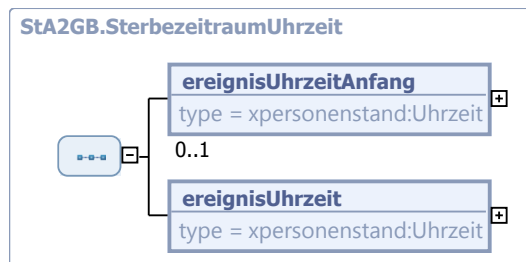 StA2GB.SterbezeitraumUhrzeit
ereignisUhrzeitAnfang
type = xpersonenstand:Uhrzeit
0..1
ereignisUhrzeit
type = xpersonenstand:Uhrzeit